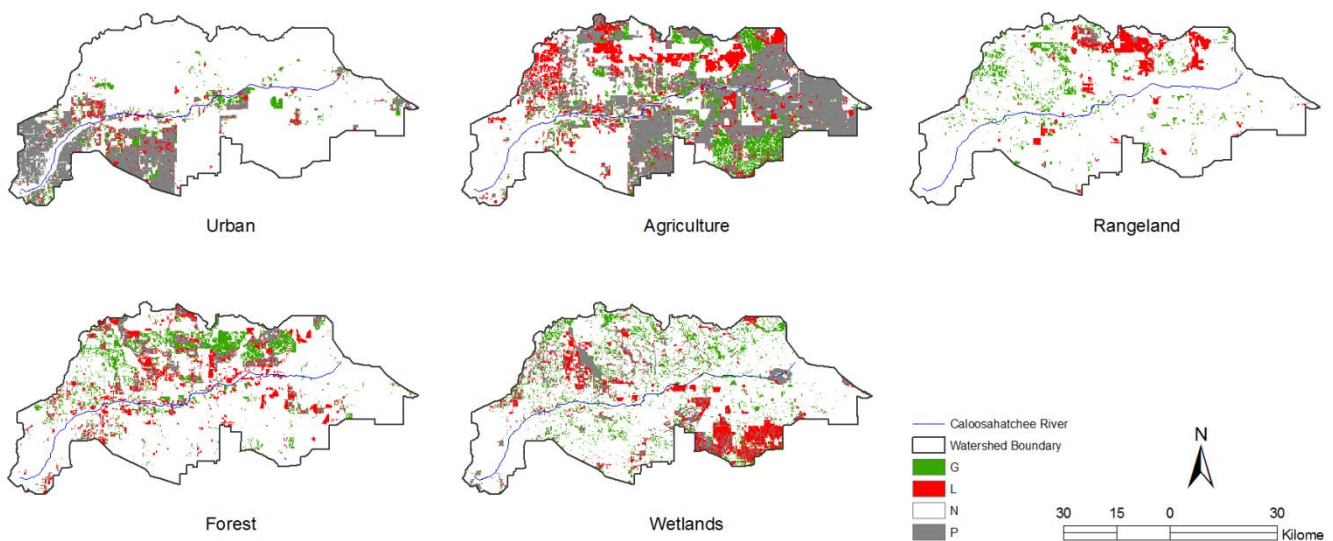 Urban
Agriculture
Rangeland
Forest
Wetlands
Caloosahatchee River
Watershed Boundary
G
L
N
P
N
30 15 0 30
Kilome